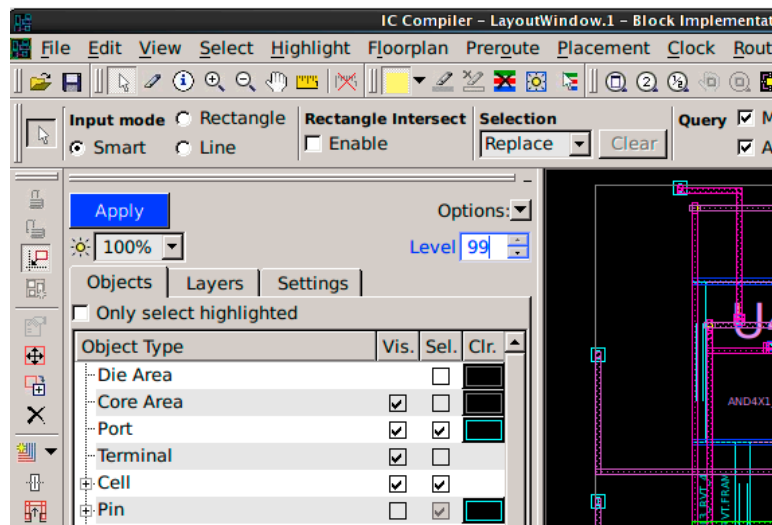 IC Compiler – LayoutWindow.1 – Block Implementat
File Edit View Select Highlight Floorplan Preroute Placement Clock Rout
Input mode Rectangle Rectangle Intersect Selection Query M
Smart Line Enable Replace Clear A
Apply Options:
100% Level 99
Objects Layers Settings
Only select highlighted
Object Type Vis. Sel. Clr.
Die Area
Core Area
Port
Terminal
Cell
Pin
AND4X1